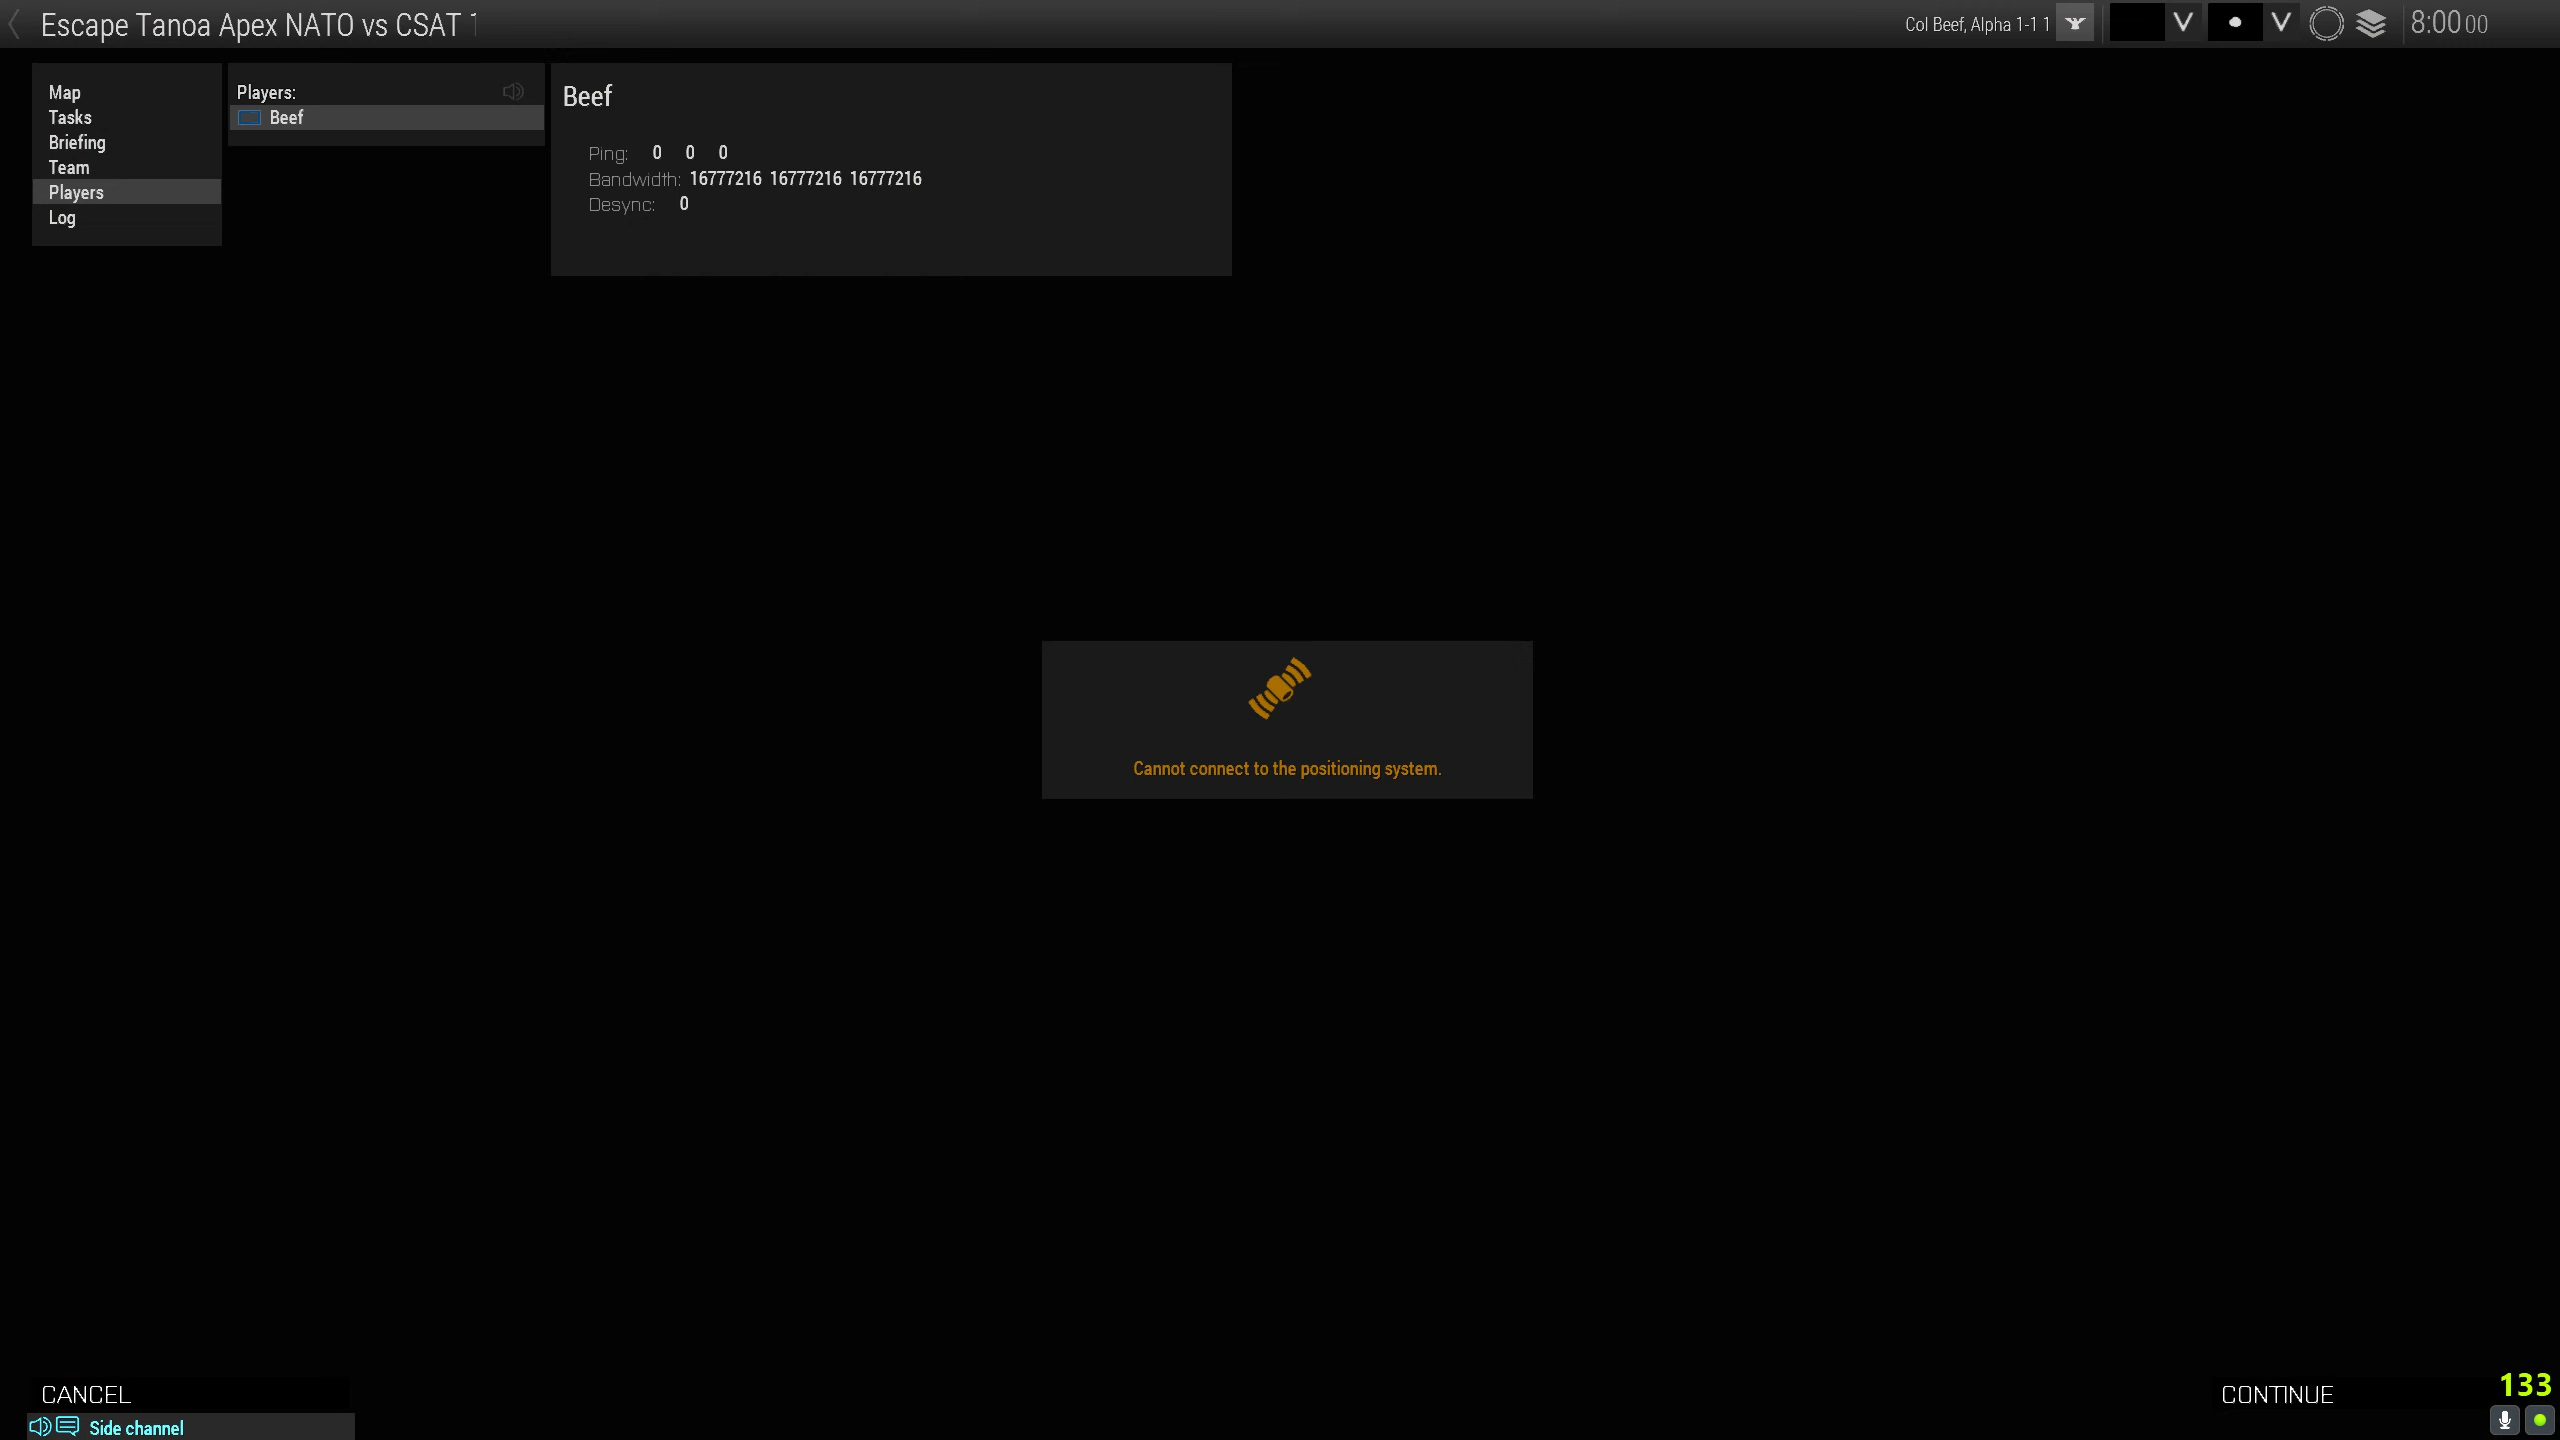 Escape Tanoa Apex NATO vs CSAT 1
Col Beef, Alpha 1-1 1
V
V
8:00 00
Map
Tasks
Briefing
Team
Players
Log
Players:
Beef
Beef
Ping: 0 0 0
Bandwidth: 16777216 16777216 16777216
Desync: 0
Cannot connect to the positioning system.
CANCEL
CONTINUE
133
Side channel